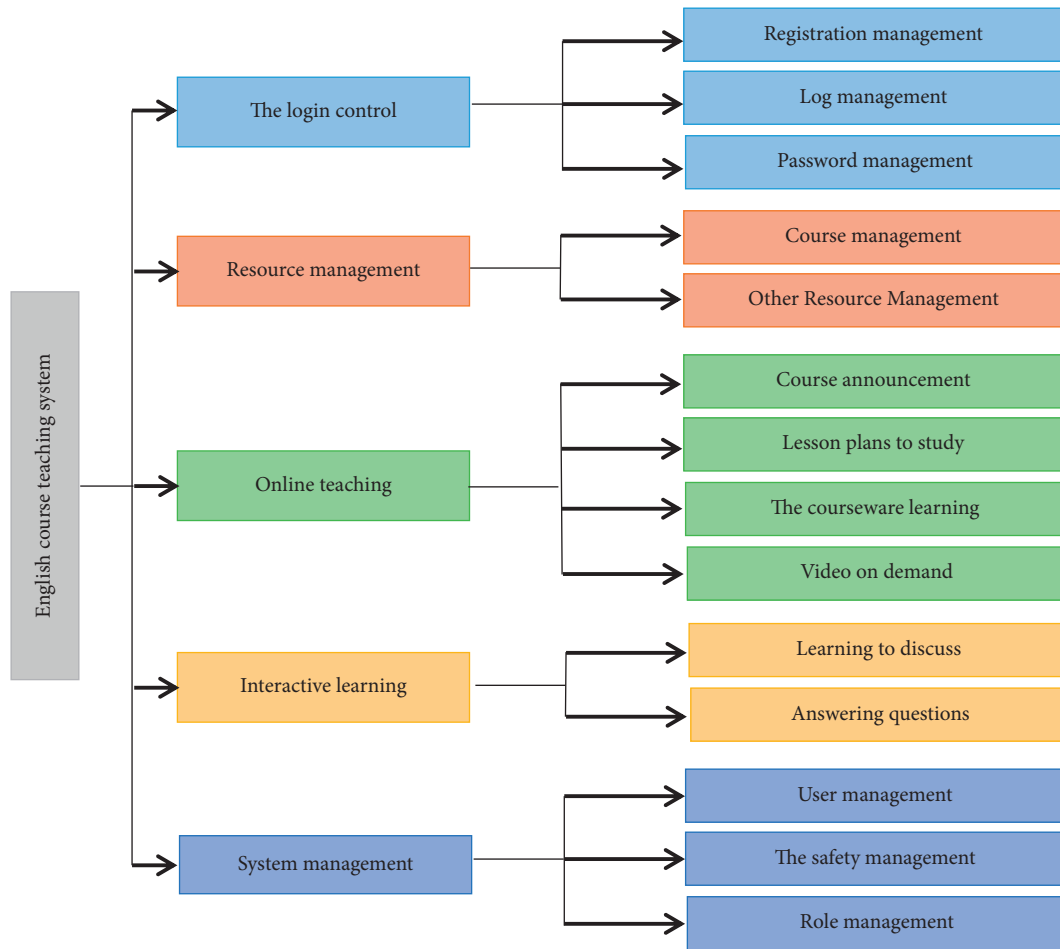 English course teaching system
The login control
Registration management
Log management
Password management
Resource management
Course management
Other Resource Management
Online teaching
Course announcement
Lesson plans to study
The courseware learning
Video on demand
Interactive learning
Learning to discuss
Answering questions
System management
User management
The safety management
Role management